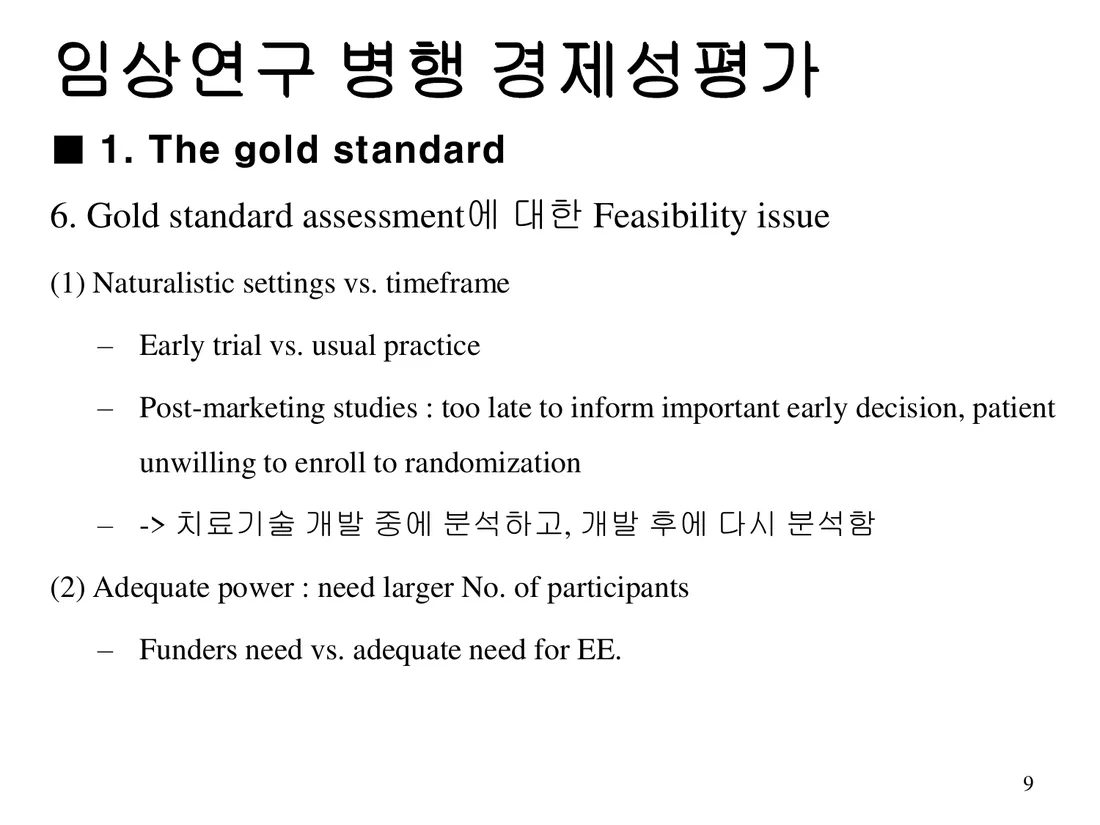 임상연구 병행 경제성평가
■ 1. The gold standard
6. Gold standard assessment에 대한 Feasibility issue
(1) Naturalistic settings vs. timeframe
– Early trial vs. usual practice
– Post-marketing studies : too late to inform important early decision, patient
unwilling to enroll to randomization
– -> 치료기술 개발 중에 분석하고, 개발 후에 다시 분석함
(2) Adequate power : need larger No. of participants
– Funders need vs. adequate need for EE.
9